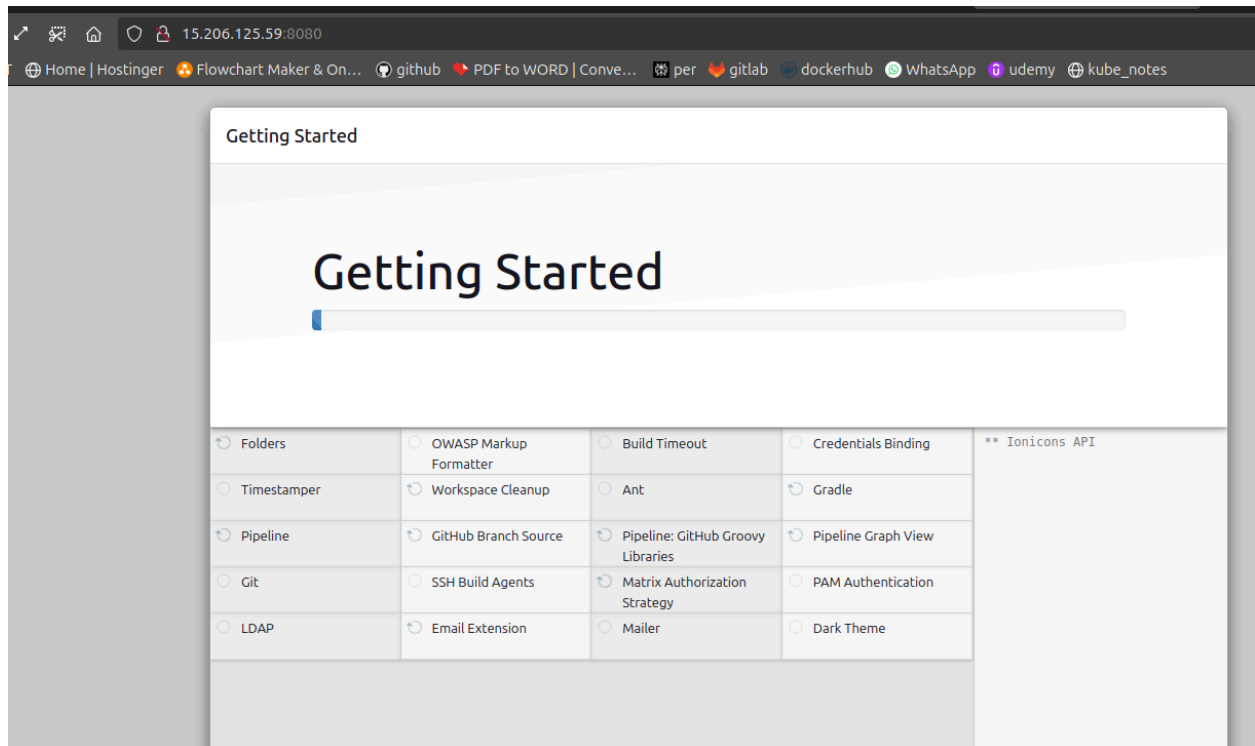 15.206.125.59:8080
Home | Hostinger Flowchart Maker & On... github PDF to WORD | Conve... per gitlab dockerhub WhatsApp udemy kube_notes
Getting Started
Getting Started
Folders OWASP Markup Formatter Build Timeout Credentials Binding ** Ionicons API
Timestamper Workspace Cleanup Ant Gradle
Pipeline GitHub Branch Source Pipeline: GitHub Groovy Libraries Pipeline Graph View
Git SSH Build Agents Matrix Authorization Strategy PAM Authentication
LDAP Email Extension Mailer Dark Theme